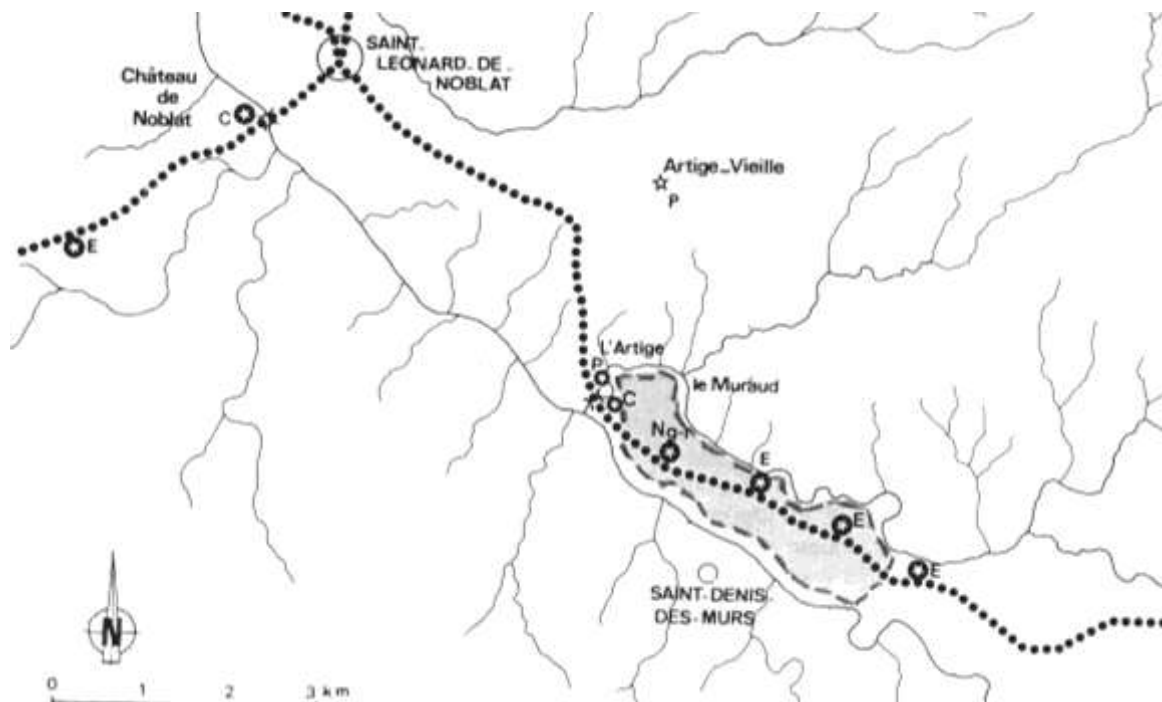 SAINT-
LEONARD-DE-
NOBLAT
Château
de
Noblat
C
Artige-Vieille
P
E
L'Artige
P
le Muraud
C
E
E
E
SAINT-DENIS-
DES-MURS
N
0 1 2 3 km